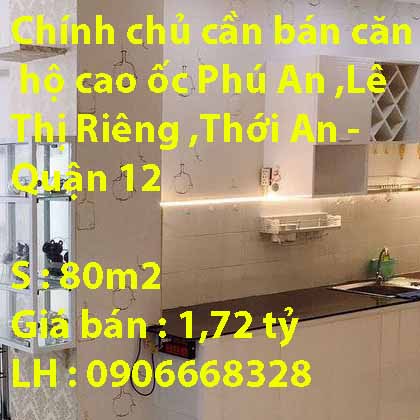 Chính chủ cần bán căn
hộ cao ốc Phú An ,Lê
Thị Riêng ,Thới An -
Quận 12
S : 80m2
Giá bán : 1,72 tỷ
LH : 0906668328